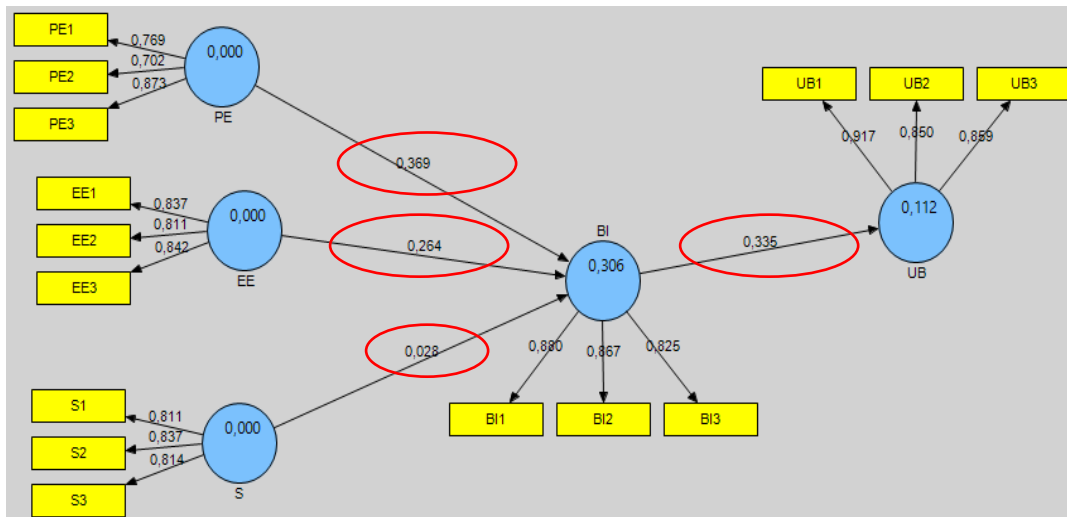 PE1
0,769
PE2
0,702
PE3
0,873
0,000
PE
0,369
EE1
0,837
EE2
0,811
EE3
0,842
0,000
EE
0,264
S1
0,811
S2
0,837
S3
0,814
0,000
S
0,028
BI
0,306
0,880
0,867
0,825
BI1
BI2
BI3
0,335
UB1
UB2
UB3
0,917
0,850
0,859
0,112
UB